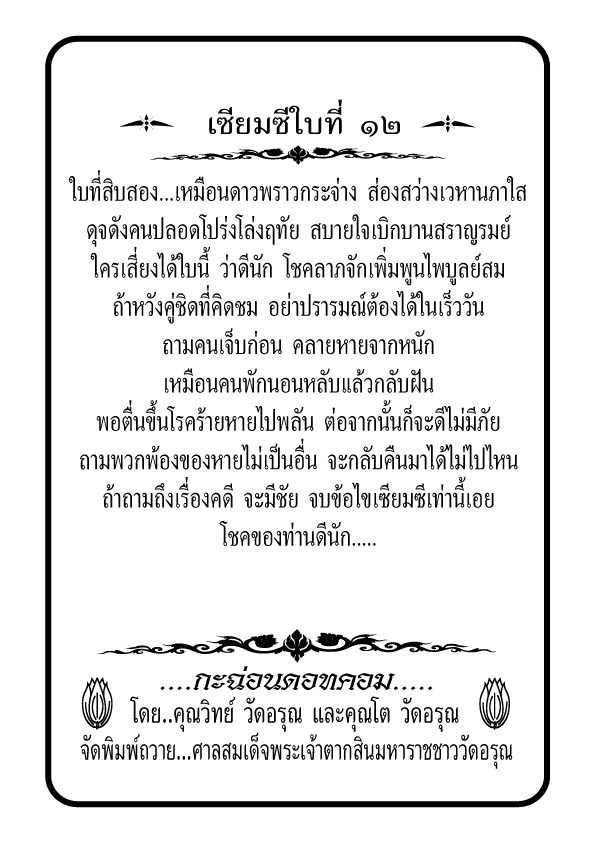 เซียมซีใบที่ ๑๒
ใบที่สิบสอง...เหมือนดาวพราวกระจ่าง ส่องสว่างเวหานภาใส
ดุจดังคนปลอดโปร่งโล่งฤทัย สบายใจเบิกบานสราญรมย์
ใครเสี่ยงได้ใบนี้ ว่าดีนัก โชคลาภจักเพิ่มพูนไพบูลย์สม
ถ้าหวังคู่ชิดที่คิดชม อย่าปรารมณ์ต้องได้ในเร็ววัน
ถามคนเจ็บก่อน คลายหายจากหนัก
เหมือนคนพักนอนหลับแล้วกลับฝัน
พอตื่นขึ้นโรคร้ายหายไปพลัน ต่อจากนั้นก็จะดีไม่มีภัย
ถามพวกพ้องของหายไม่เป็นอื่น จะกลับคืนมาได้ไม่ไปไหน
ถ้าถามถึงเรื่องคดี จะมีชัย จบข้อไขเซียมซีเท่านี้เอย
โชคของท่านดีนัก.....
....กะฉ่อนดอทคอม.....
โดย..คุณวิทย์ วัดอรุณ และคุณโต วัดอรุณ
จัดพิมพ์ถวาย...ศาลสมเด็จพระเจ้าตากสินมหาราชชาววัดอรุณ